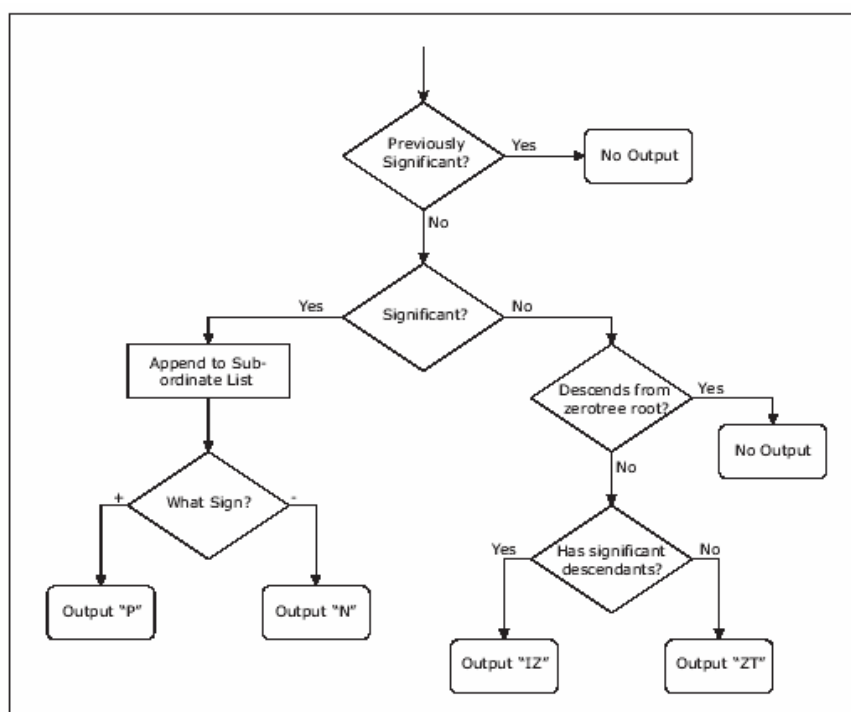 Previously
Significant?
Yes
No Output
No
Yes
Significant?
No
Append to Sub-
ordinate List
Descends from
zerotree root?
Yes
No Output
No
+
What Sign?
-
Yes
Has significant
descendants?
No
Output "P"
Output "N"
Output "IZ"
Output "ZT"